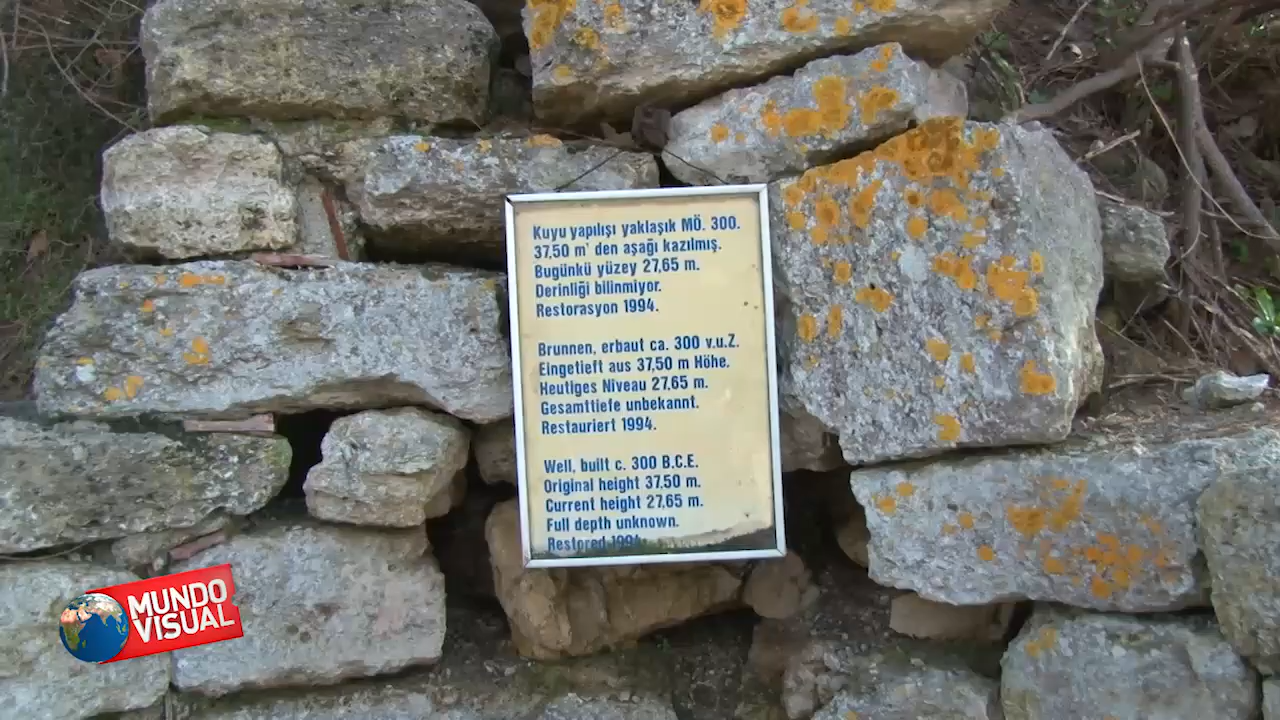 Kuyu yapılışı yaklaşık MÖ. 300.
37,50 m' den aşağı kazılmış.
Bugünkü yüzey 27,65 m.
Derinliği bilinmiyor.
Restorasyon 1994.
Brunnen, erbaut ca. 300 v.u.Z.
Eingetieft aus 37,50 m Höhe.
Heutiges Niveau 27,65 m.
Gesamttiefe unbekannt.
Restauriert 1994.
Well, built c. 300 B.C.E.
Original height 37.50 m.
Current height 27,65 m.
Full depth unknown.
Restored 1994.
MUNDO
VISUAL